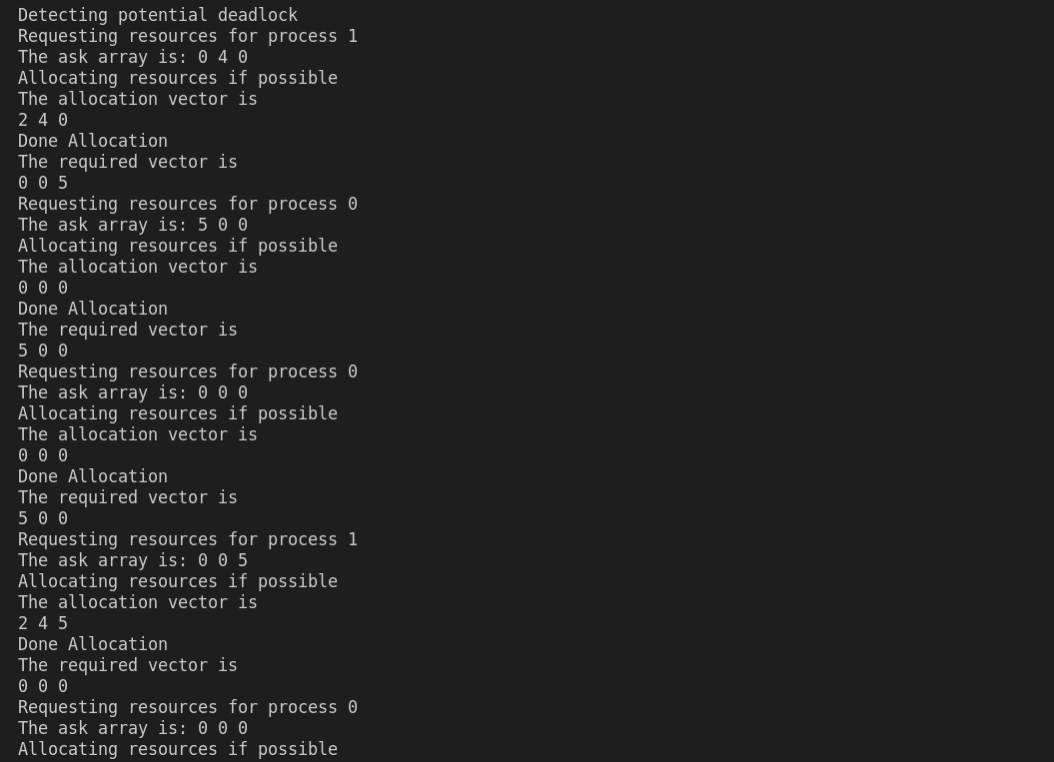 Detecting potential deadlock
Requesting resources for process 1
The ask array is: 0 4 0
Allocating resources if possible
The allocation vector is
2 4 0
Done Allocation
The required vector is
0 0 5
Requesting resources for process 0
The ask array is: 5 0 0
Allocating resources if possible
The allocation vector is
0 0 0
Done Allocation
The required vector is
5 0 0
Requesting resources for process 0
The ask array is: 0 0 0
Allocating resources if possible
The allocation vector is
0 0 0
Done Allocation
The required vector is
5 0 0
Requesting resources for process 1
The ask array is: 0 0 5
Allocating resources if possible
The allocation vector is
2 4 5
Done Allocation
The required vector is
0 0 0
Requesting resources for process 0
The ask array is: 0 0 0
Allocating resources if possible